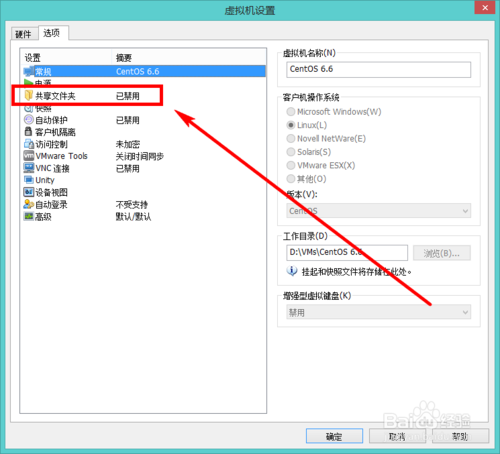 虚拟机设置
硬件 选项
设置 摘要
常规 CentOS 6.6
电源
共享文件夹 已禁用
快照
自动保护 已禁用
客户机隔离
访问控制 未加密
VMware Tools 关闭时间同步
VNC 连接 已禁用
Unity
设备视图
自动登录 不受支持
高级 默认/默认
虚拟机名称(N)
CentOS 6.6
客户机操作系统
Microsoft Windows(W)
Linux(L)
Novell NetWare(E)
Solaris(S)
VMware ESX(X)
其他(O)
版本(V):
CentOS
工作目录(D)
D:\VMs\CentOS 6.6
浏览(B)...
挂起和快照文件将存储在此处。
增强型虚拟键盘(K)
禁用
Baidu经验
确定 取消 帮助